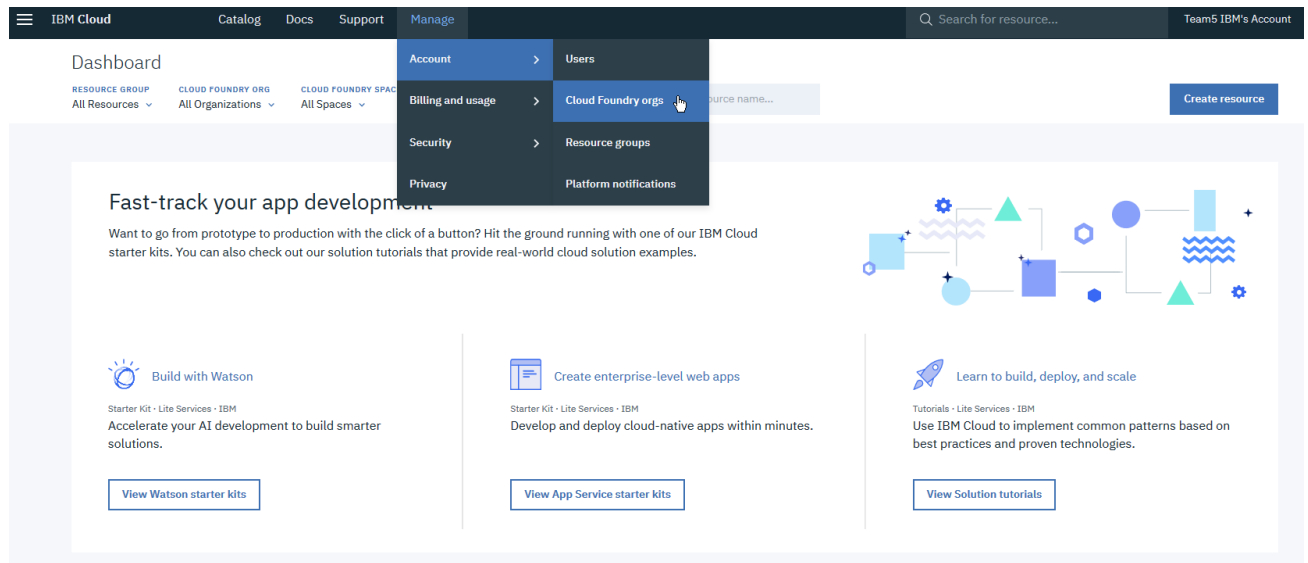 IBM Cloud Catalog Docs Support Manage Search for resource... Team5 IBM's Account
Dashboard
RESOURCE GROUP CLOUD FOUNDRY ORG CLOUD FOUNDRY SPAC
All Resources All Organizations All Spaces
Account
Billing and usage
Security
Privacy
Users
Cloud Foundry orgs
Resource groups
Platform notifications
name...
Create resource
Fast-track your app development
Want to go from prototype to production with the click of a button? Hit the ground running with one of our IBM Cloud
starter kits. You can also check out our solution tutorials that provide real-world cloud solution examples.
Build with Watson
Starter Kit · Lite Services · IBM
Accelerate your AI development to build smarter
solutions.
View Watson starter kits
Create enterprise-level web apps
Starter Kit · Lite Services · IBM
Develop and deploy cloud-native apps within minutes.
View App Service starter kits
Learn to build, deploy, and scale
Tutorials · Lite Services · IBM
Use IBM Cloud to implement common patterns based on
best practices and proven technologies.
View Solution tutorials